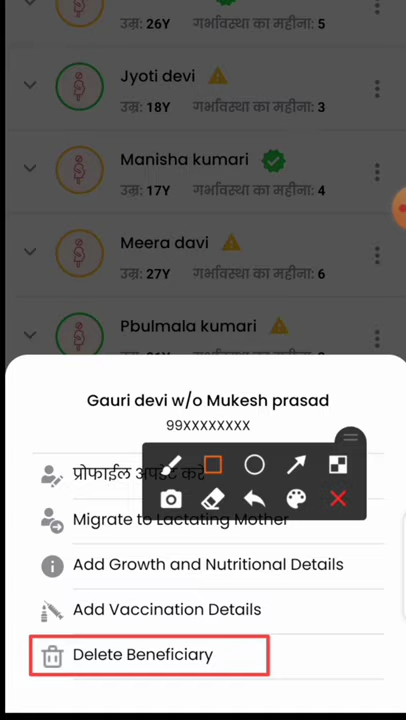 उम्र: 26Y गर्भावस्था का महीना: 5
Jyoti devi
उम्र: 18Y गर्भावस्था का महीना: 3
Manisha kumari
उम्र: 17Y गर्भावस्था का महीना: 4
Meera davi
उम्र: 27Y गर्भावस्था का महीना: 6
Pbulmala kumari
Gauri devi w/o Mukesh prasad
99XXXXXXXX
प्रोफाईल अपडेट करें
Migrate to Lactating Mother
Add Growth and Nutritional Details
Add Vaccination Details
Delete Beneficiary